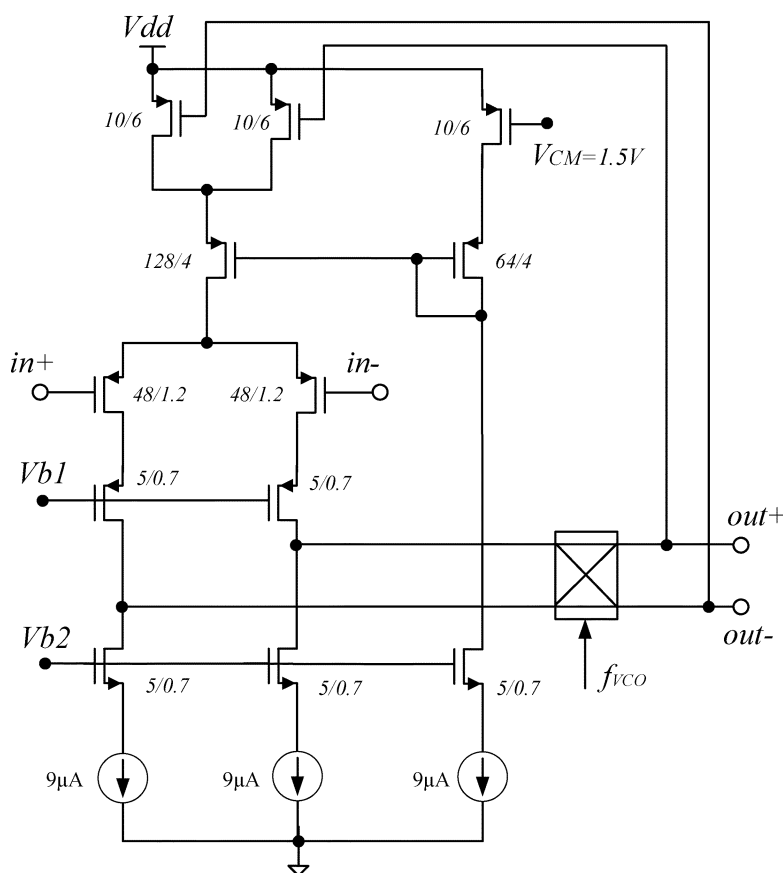 Vdd
10/6
10/6
10/6
VCM=1.5V
128/4
64/4
in+
in-
48/1.2
48/1.2
Vb1
5/0.7
5/0.7
out+
out-
Vb2
5/0.7
5/0.7
5/0.7
fVCO
9µA
9µA
9µA